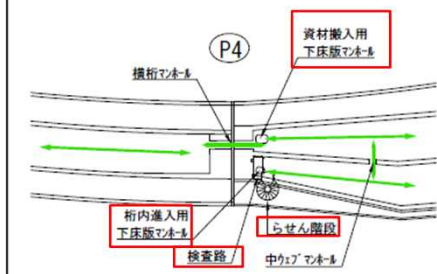 資材搬入用
下床版ﾏﾝﾎｰﾙ
P4
横桁ﾏﾝﾎｰﾙ
桁内進入用
下床版ﾏﾝﾎｰﾙ
らせん階段
検査路
中ｳｪﾌﾞﾏﾝﾎｰﾙ